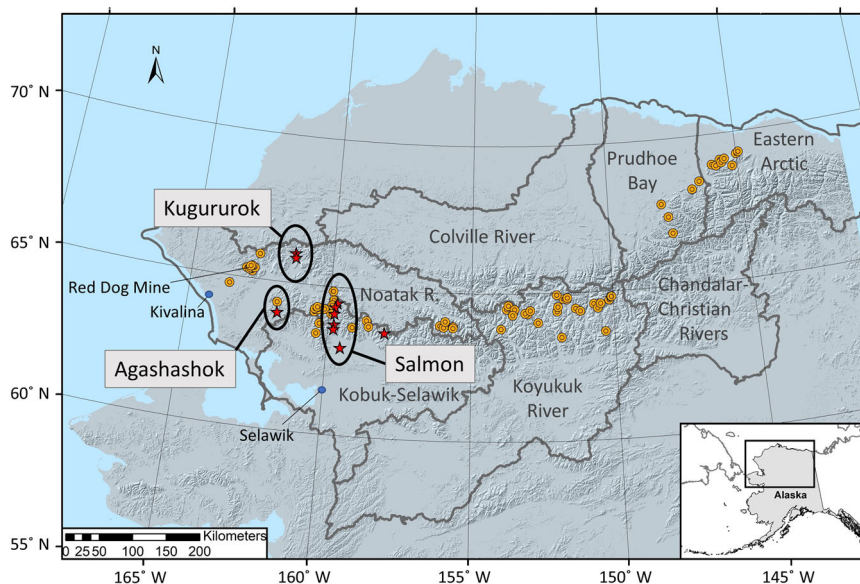 N
70° N
65° N
60° N
55° N
Eastern
Arctic
Prudhoe
Bay
Kugururok
Colville River
Red Dog Mine
Kivalina
Noatak R.
Chandalar-
Christian
Rivers
Agashashok
Salmon
Kobuk-Selawik
Koyukuk
River
Selawik
Alaska
Kilometers
0 25 50 100 150 200
165° W
160° W
155° W
150° W
145° W